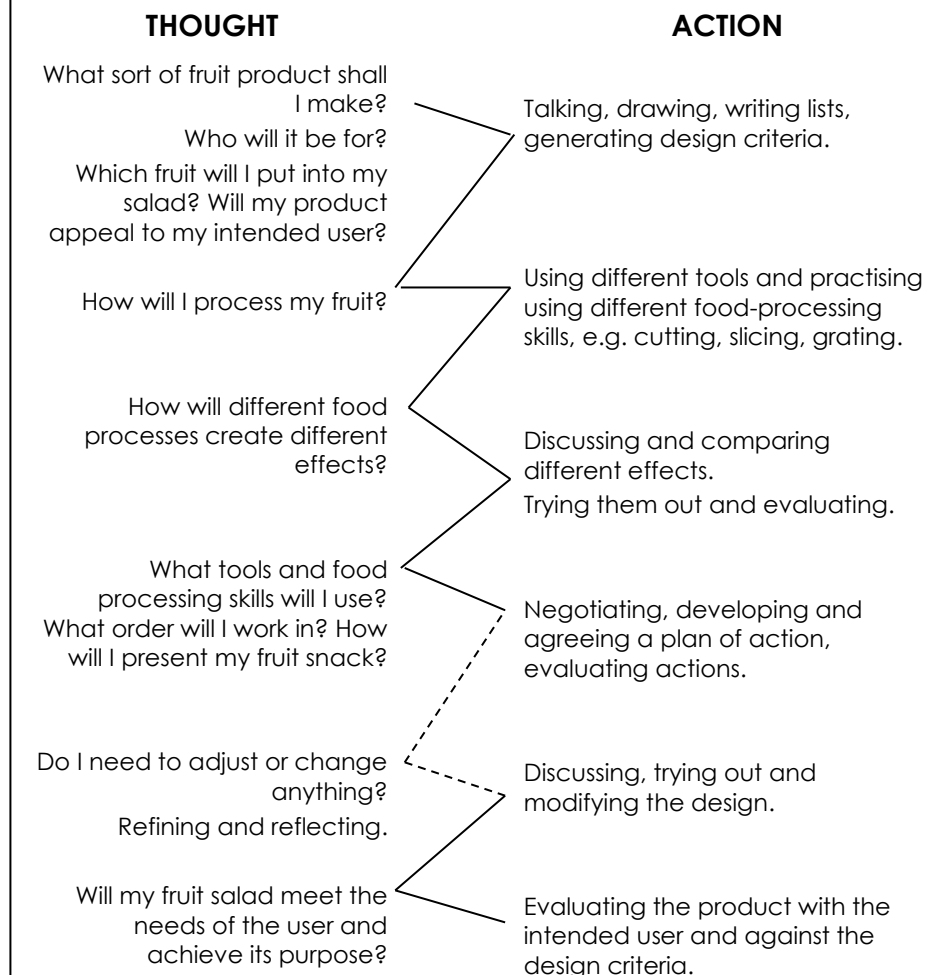 THOUGHT
ACTION
What sort of fruit product shall
I make?
Who will it be for?
Which fruit will I put into my
salad? Will my product
appeal to my intended user?
Talking, drawing, writing lists,
generating design criteria.
How will I process my fruit?
Using different tools and practising
using different food-processing
skills, e.g. cutting, slicing, grating.
How will different food
processes create different
effects?
Discussing and comparing
different effects.
Trying them out and evaluating.
What tools and food
processing skills will I use?
What order will I work in? How
will I present my fruit snack?
Negotiating, developing and
agreeing a plan of action,
evaluating actions.
Do I need to adjust or change
anything?
Refining and reflecting.
Discussing, trying out and
modifying the design.
Will my fruit salad meet the
needs of the user and
achieve its purpose?
Evaluating the product with the
intended user and against the
design criteria.